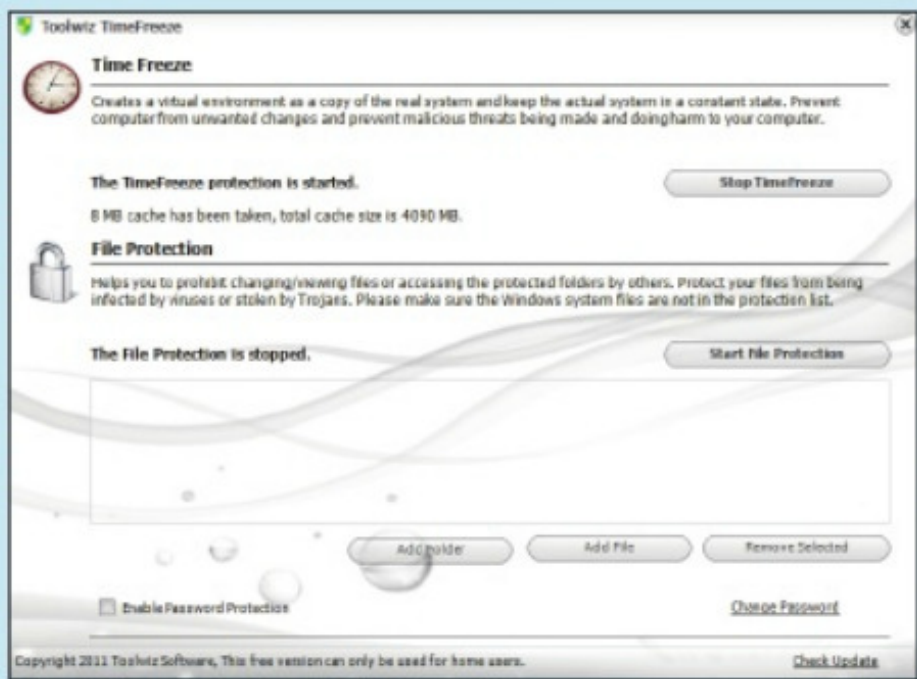 Toolwiz TimeFreeze
Time Freeze
Creates a virtual environment as a copy of the real system and keep the actual system in a constant state. Prevent
computer from unwanted changes and prevent malicious threats being made and doingharm to your computer.
The TimeFreeze protection is started.
Stop TimeFreeze
8 MB cache has been taken, total cache size is 4090 MB.
File Protection
Helps you to prohibit changing/viewing files or accessing the protected folders by others. Protect your files from being
infected by viruses or stolen by Trojans. Please make sure the Windows system files are not in the protection list.
The File Protection is stopped.
Start File Protection
Add Folder
Add File
Remove Selected
Enable Password Protection
Change Password
Copyright 2011 Toolwiz Software, This free version can only be used for home users.
Check Update